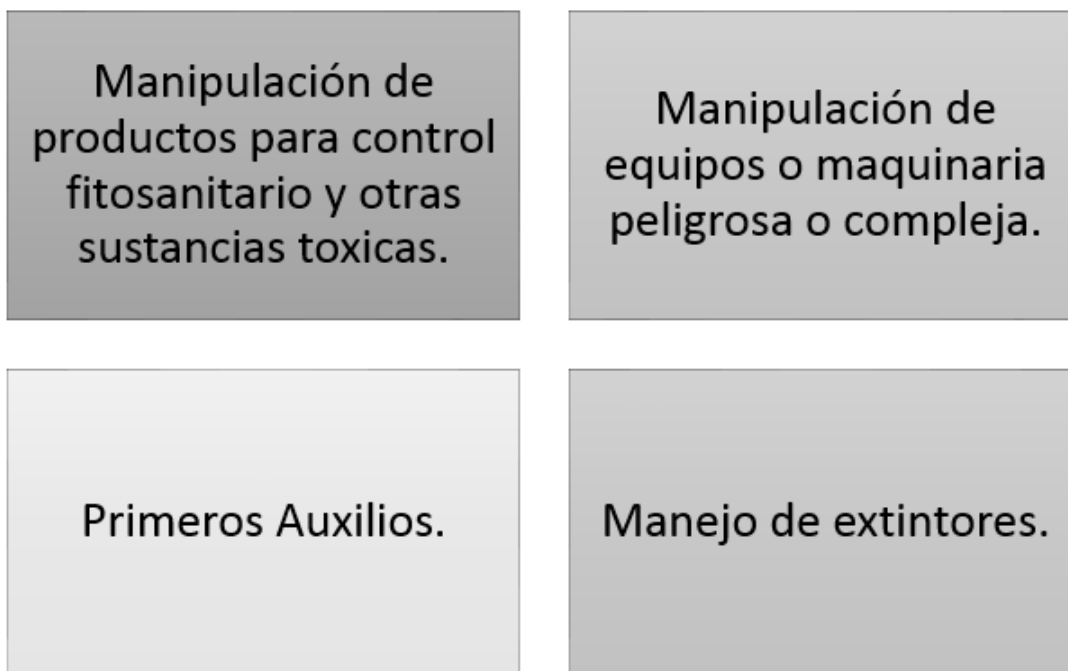 Manipulación de
productos para control
fitosanitario y otras
sustancias toxicas.
Manipulación de
equipos o maquinaria
peligrosa o compleja.
Primeros Auxilios.
Manejo de extintores.